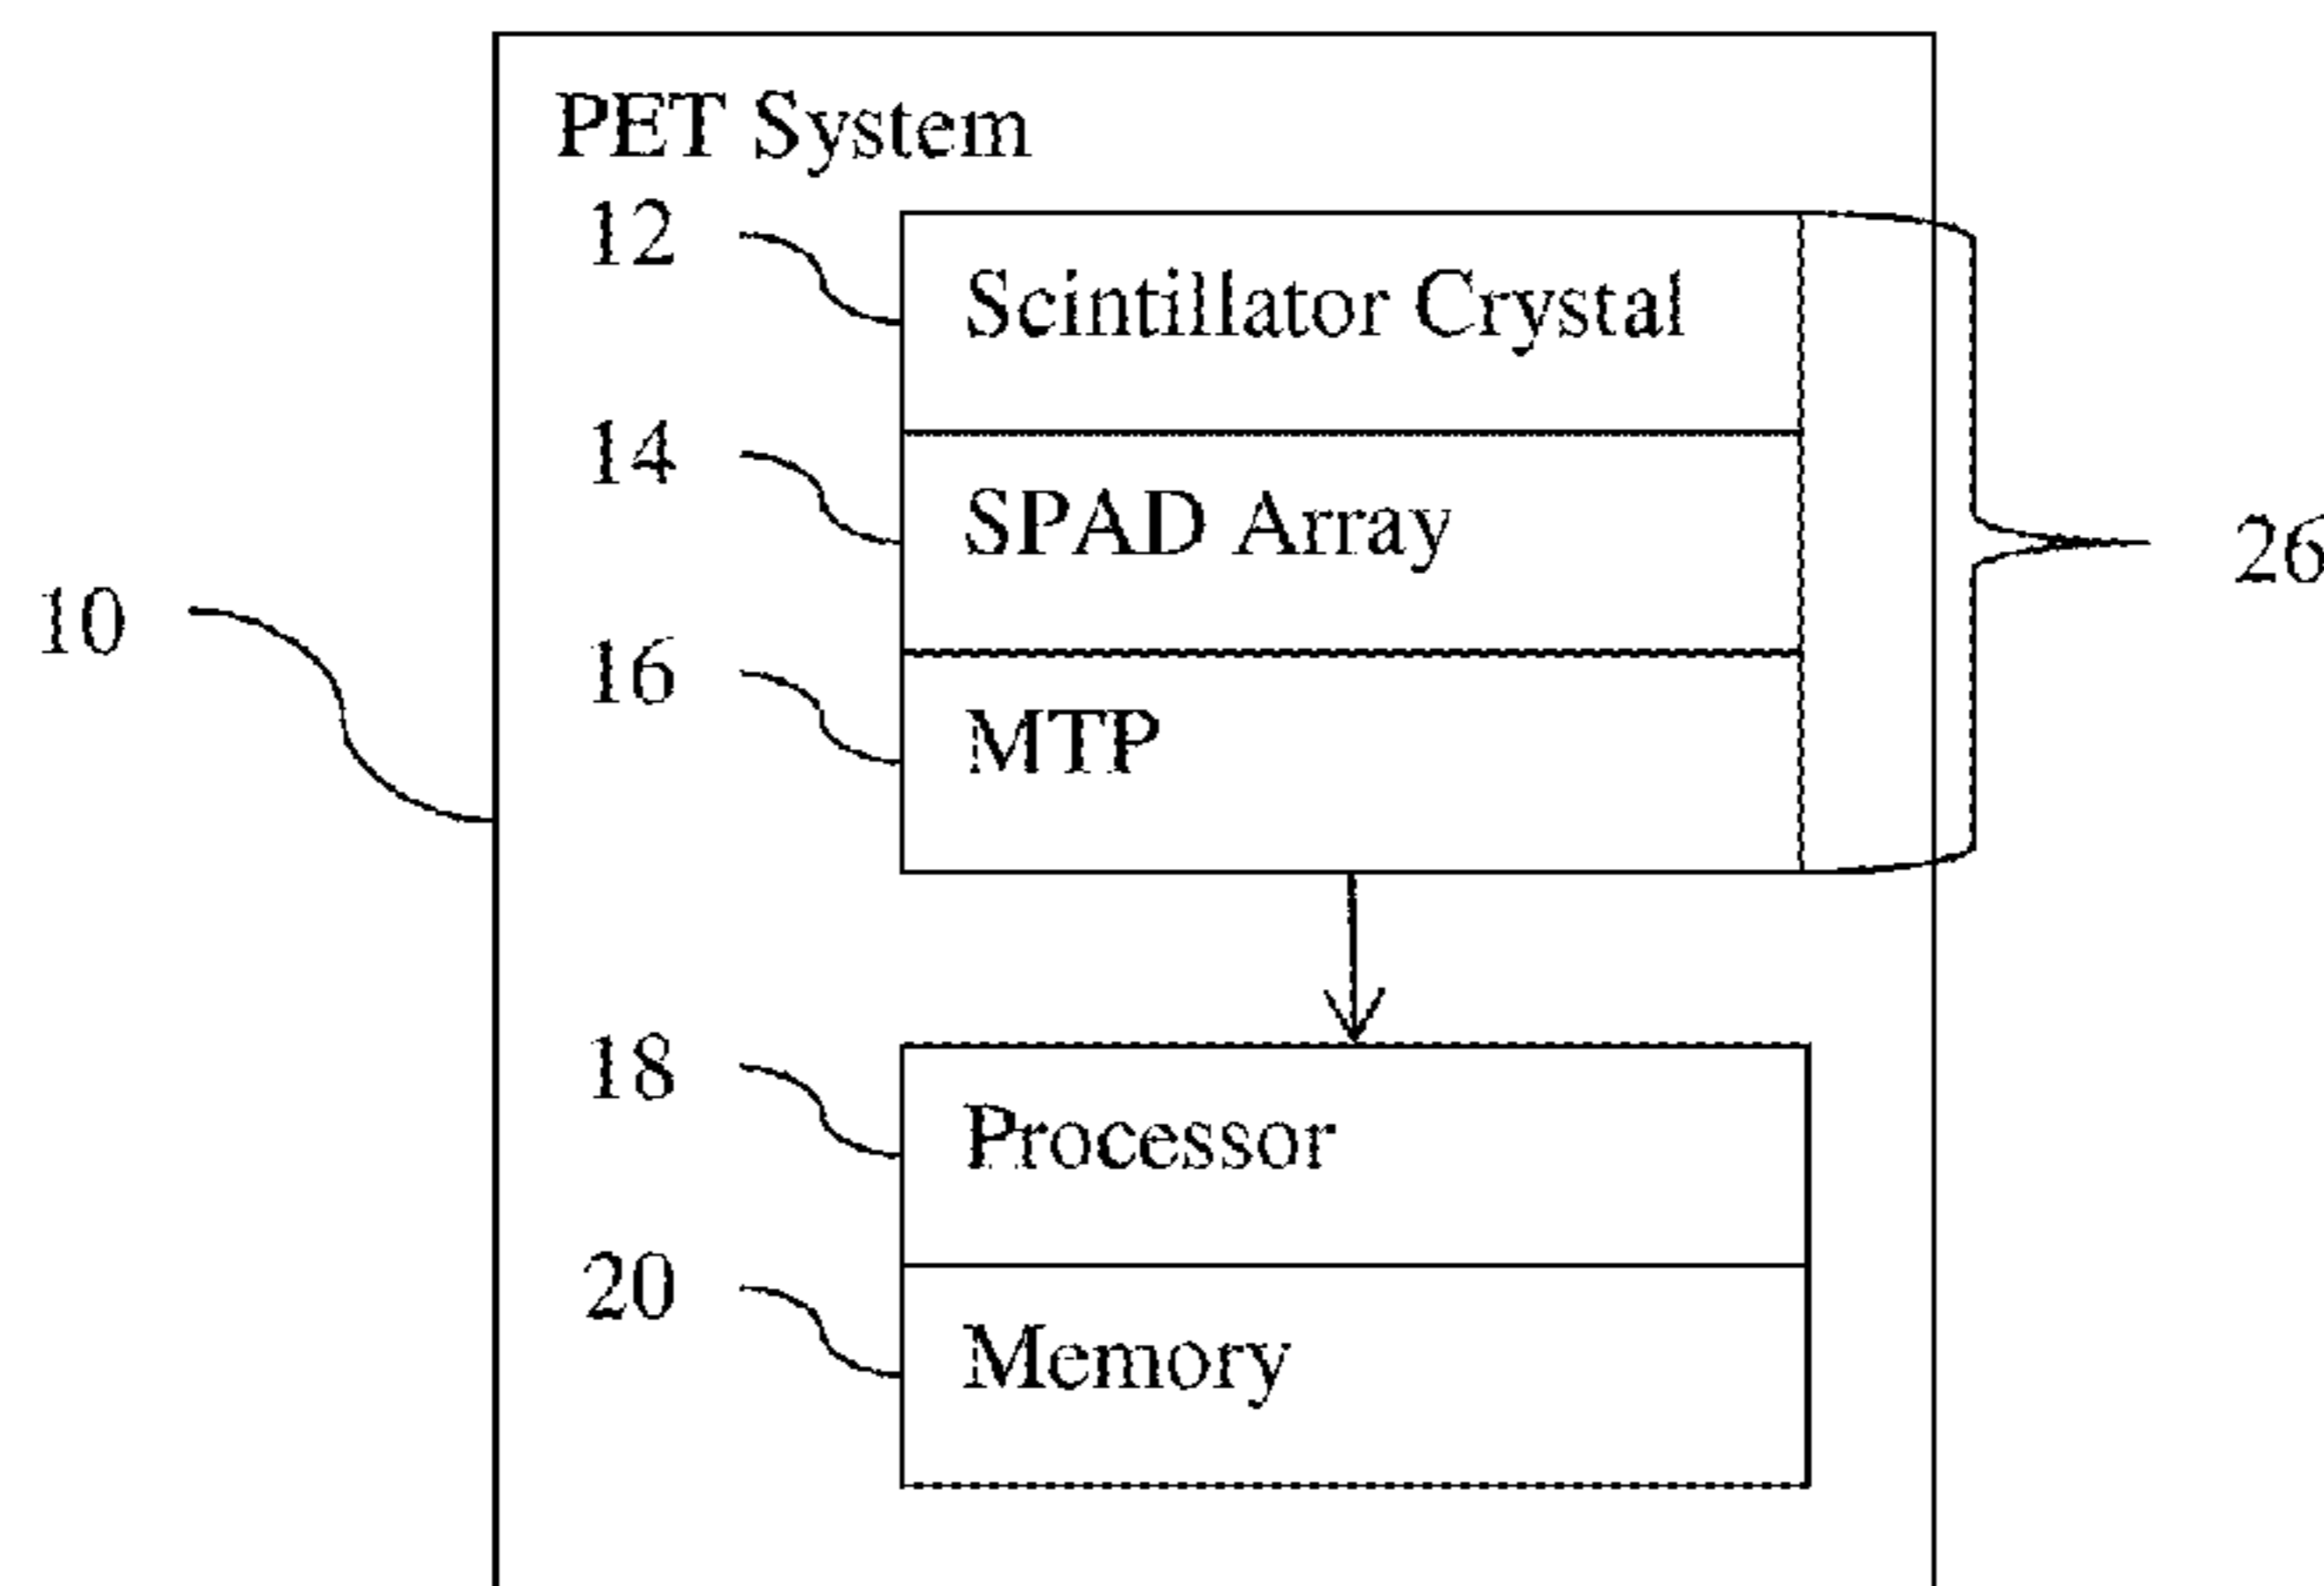 PET System
12
Scintillator Crystal
14
SPAD Array
26
10
16
MTP
18
Processor
20
Memory